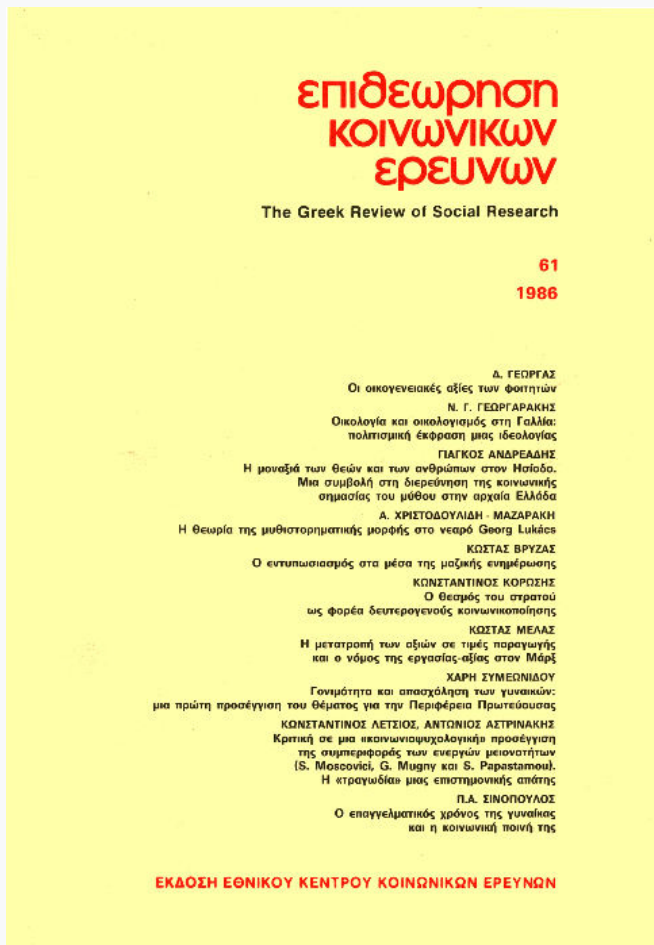 επιθεωρηση
κοινωνικων
ερευνων
The Greek Review of Social Research
61
1986
Δ. ΓΕΩΡΓΑΣ
Οι οικογενειακές αξίες των φοιτητών
Ν. Γ. ΓΕΩΡΓΑΡΑΚΗΣ
Οικολογία και οικολογισμός στη Γαλλία:
πολιτισμική έκφραση μιας ιδεολογίας
ΓΙΑΓΚΟΣ ΑΝΔΡΕΑΔΗΣ
Η μοναξιά των θεών και των ανθρώπων στον Ησίοδο.
Μια συμβολή στη διερεύνηση της κοινωνικής
σημασίας του μύθου στην αρχαία Ελλάδα
Α. ΧΡΙΣΤΟΔΟΥΛΙΔΗ - ΜΑΖΑΡΑΚΗ
Η θεωρία της μυθιστορηματικής μορφής στο νεαρό Georg Lukács
ΚΩΣΤΑΣ ΒΡΥΖΑΣ
Ο εντυπωσιασμός στα μέσα της μαζικής ενημέρωσης
ΚΩΝΣΤΑΝΤΙΝΟΣ ΚΟΡΩΣΗΣ
Ο θεσμός του στρατού
ως φορέα δευτερογενούς κοινωνικοποίησης
ΚΩΣΤΑΣ ΜΕΛΑΣ
Η μετατροπή των αξιών σε τιμές παραγωγής
και ο νόμος της εργασίας-αξίας στον Μάρξ
ΧΑΡΗ ΣΥΜΕΩΝΙΔΟΥ
Γονιμότητα και απασχόληση των γυναικών:
μια πρώτη προσέγγιση του θέματος για την Περιφέρεια Πρωτεύουσας
ΚΩΝΣΤΑΝΤΙΝΟΣ ΛΕΤΣΙΟΣ, ΑΝΤΩΝΙΟΣ ΑΣΤΡΙΝΑΚΗΣ
Κριτική σε μια «κοινωνιοψυχολογική» προσέγγιση
της συμπεριφοράς των ενεργών μειονοτήτων
(S. Moscovici, G. Mugny και S. Papastamou).
Η «τραγωδία» μιας επιστημονικής απάτης
Π.Α. ΣΙΝΟΠΟΥΛΟΣ
Ο επαγγελματικός χρόνος της γυναίκας
και η κοινωνική ποινή της
ΕΚΔΟΣΗ ΕΘΝΙΚΟΥ ΚΕΝΤΡΟΥ ΚΟΙΝΩΝΙΚΩΝ ΕΡΕΥΝΩΝ